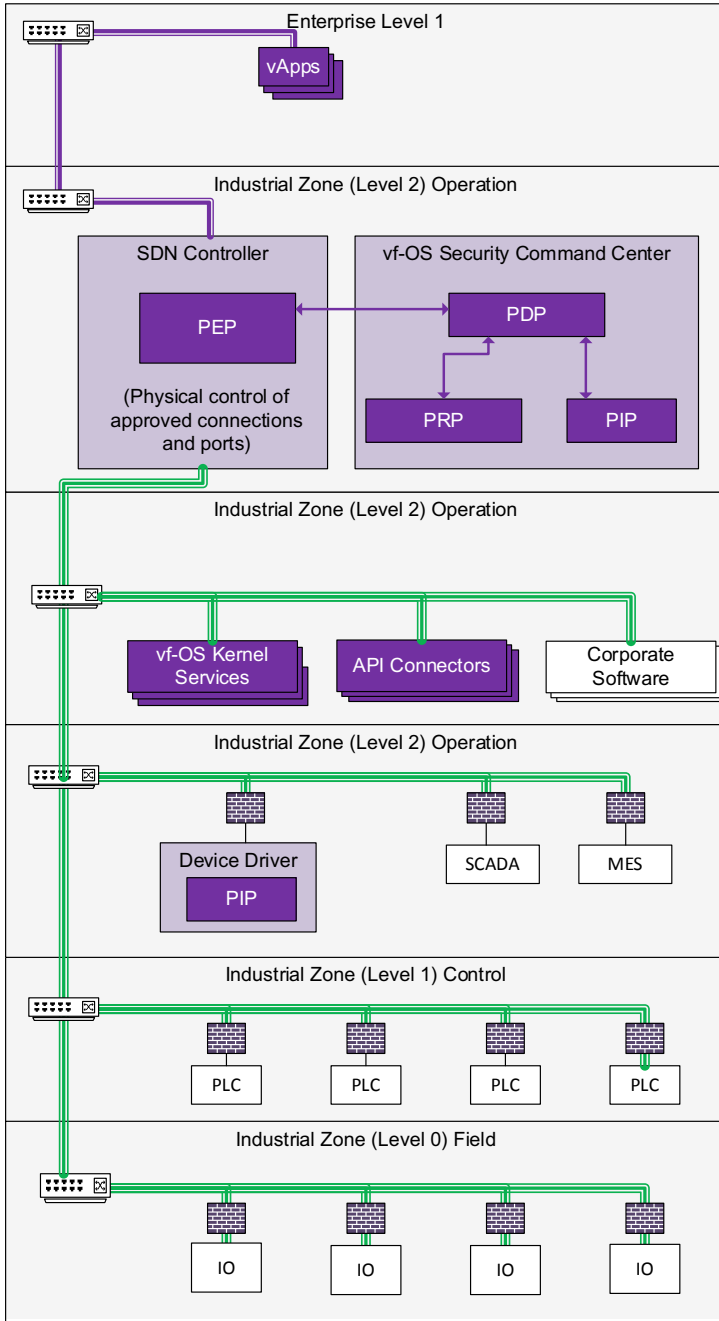 Enterprise Level 1
vApps
Industrial Zone (Level 2) Operation
SDN Controller
vf-OS Security Command Center
PEP
PDP
(Physical control of
approved connections
and ports)
PRP
PIP
Industrial Zone (Level 2) Operation
vf-OS Kernel
Services
API Connectors
Corporate
Software
Industrial Zone (Level 2) Operation
Device Driver
PIP
SCADA
MES
Industrial Zone (Level 1) Control
PLC
PLC
PLC
PLC
Industrial Zone (Level 0) Field
IO
IO
IO
IO